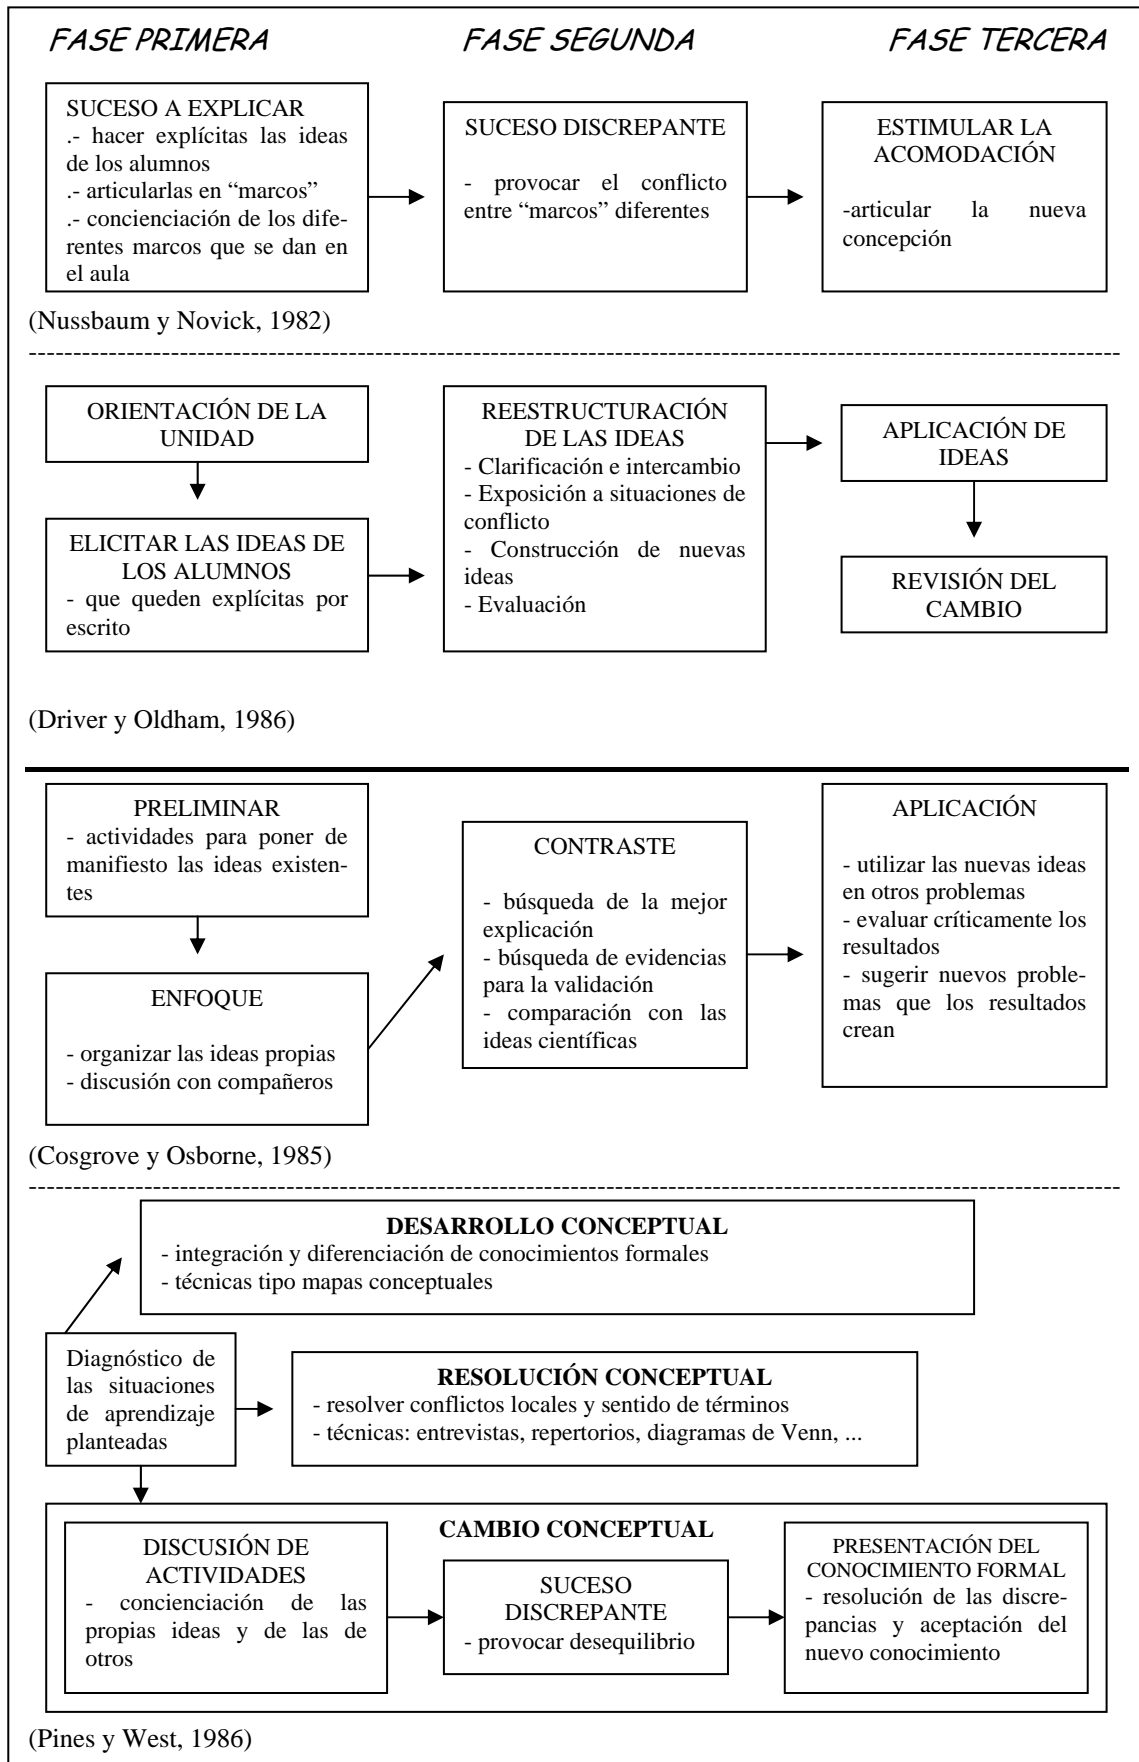 FASE PRIMERA
FASE SEGUNDA
FASE TERCERA
SUCESO A EXPLICAR
.- hacer explícitas las ideas
de los alumnos
.- articularlas en “marcos”
.- concienciación de los dife-
rentes marcos que se dan en
el aula
SUCESO DISCREPANTE
- provocar el conflicto
entre “marcos” diferentes
ESTIMULAR LA
ACOMODACIÓN
-articular la nueva
concepción
(Nussbaum y Novick, 1982)
ORIENTACIÓN DE LA
UNIDAD
ELICITAR LAS IDEAS DE
LOS ALUMNOS
- que queden explícitas por
escrito
REESTRUCTURACIÓN
DE LAS IDEAS
- Clarificación e intercambio
- Exposición a situaciones de
conflicto
- Construcción de nuevas
ideas
- Evaluación
APLICACIÓN DE
IDEAS
REVISIÓN DEL
CAMBIO
(Driver y Oldham, 1986)
PRELIMINAR
- actividades para poner de
manifiesto las ideas existen-
tes
ENFOQUE
- organizar las ideas propias
- discusión con compañeros
CONTRASTE
- búsqueda de la mejor
explicación
- búsqueda de evidencias
para la validación
- comparación con las
ideas científicas
APLICACIÓN
- utilizar las nuevas ideas
en otros problemas
- evaluar críticamente los
resultados
- sugerir nuevos proble-
mas que los resultados
crean
(Cosgrove y Osborne, 1985)
DESARROLLO CONCEPTUAL
- integración y diferenciación de conocimientos formales
- técnicas tipo mapas conceptuales
Diagnóstico de
las situaciones
de aprendizaje
planteadas
RESOLUCIÓN CONCEPTUAL
- resolver conflictos locales y sentido de términos
- técnicas: entrevistas, repertorios, diagramas de Venn, ...
CAMBIO CONCEPTUAL
DISCUSIÓN DE
ACTIVIDADES
- concienciación de las
propias ideas y de las de
otros
SUCESO
DISCREPANTE
- provocar desequilibrio
PRESENTACIÓN DEL
CONOCIMIENTO FORMAL
- resolución de las discre-
pancias y aceptación del
nuevo conocimiento
(Pines y West, 1986)